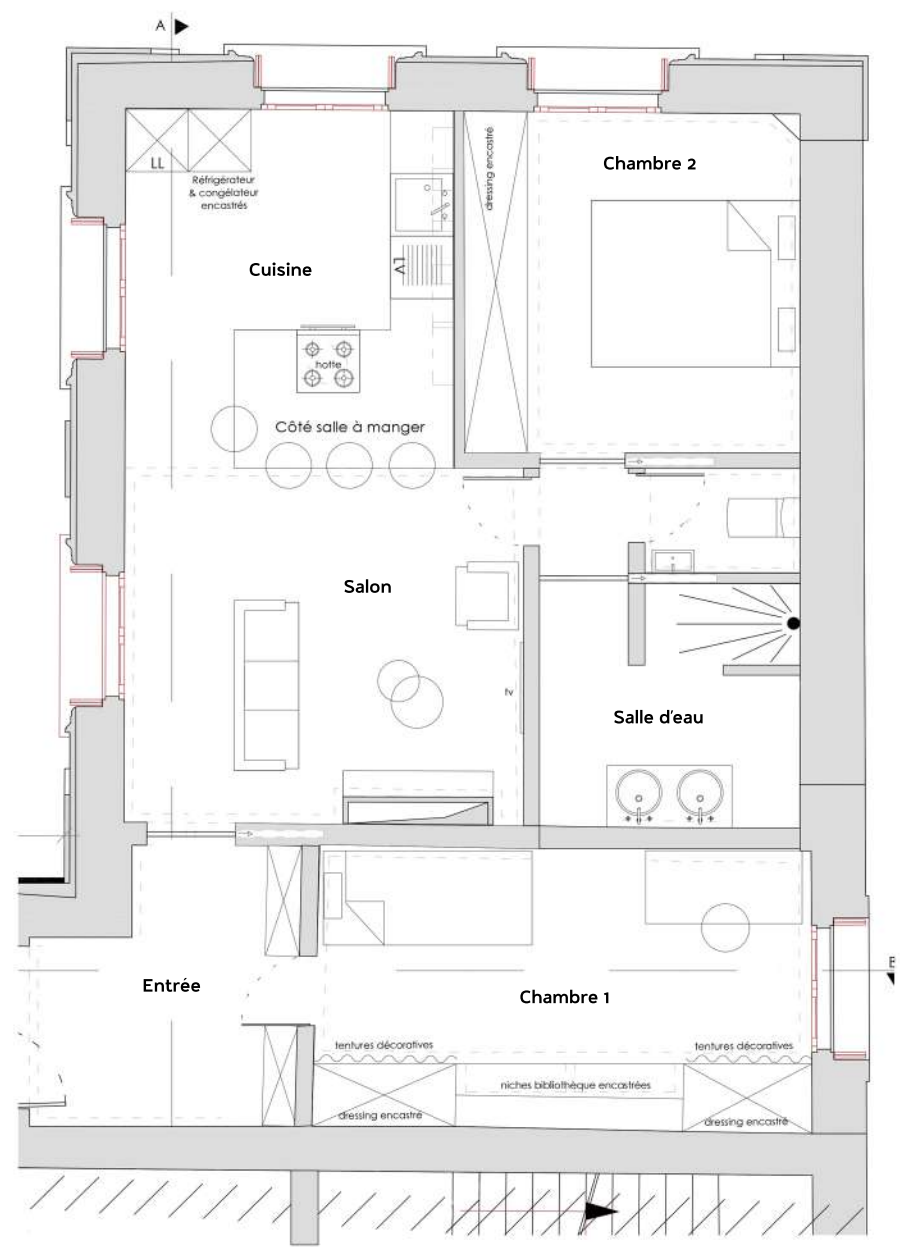 A
LL
Réfrigérateur
& congélateur
encastrés
dressing encastré
Chambre 2
Cuisine
LV
hotte
Côté salle à manger
Salon
tv
Salle d'eau
Entrée
Chambre 1
tentures décoratives
tentures décoratives
niches bibliothèque encastrées
dressing encastré
dressing encastré